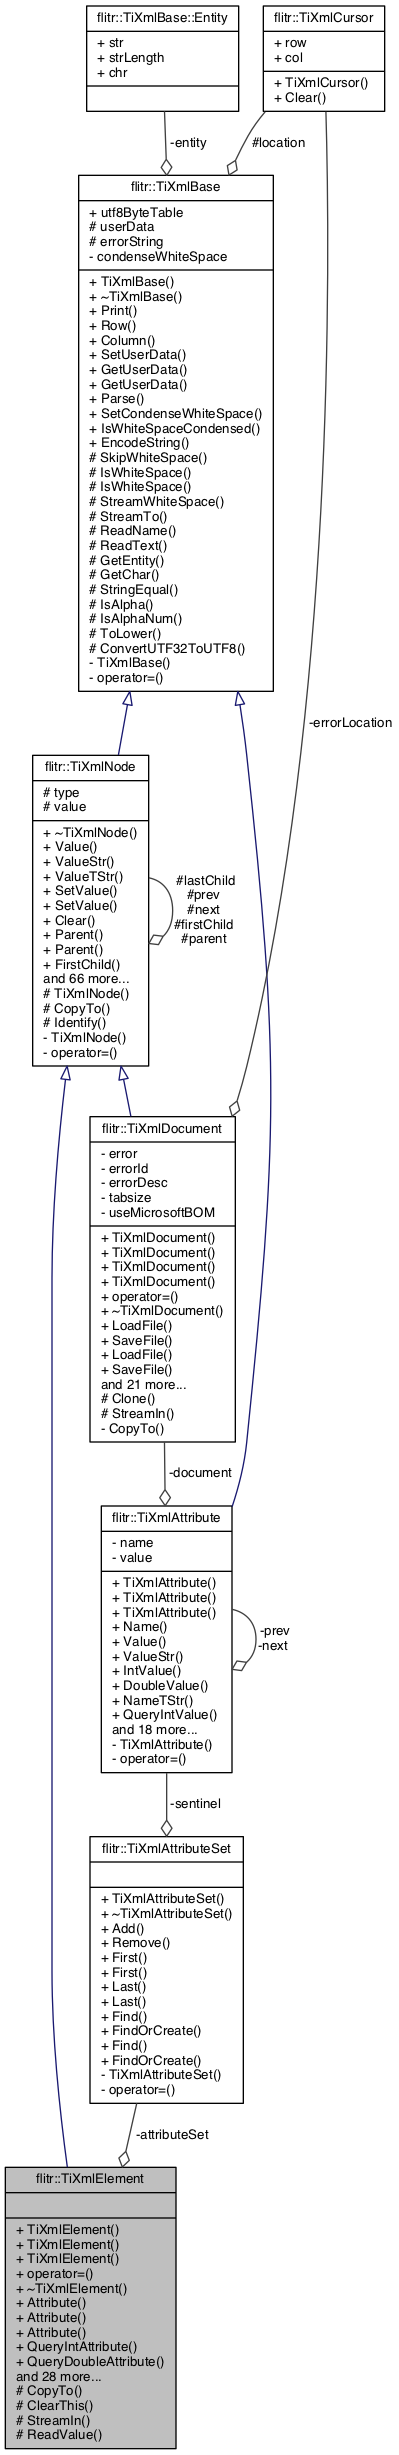 flitr::TiXmlBase::Entity
+ str
+ strLength
+ chr
flitr::TiXmlCursor
+ row
+ col
+ TiXmlCursor()
+ Clear()
-entity
#location
flitr::TiXmlBase
+ utf8ByteTable
# userData
# errorString
- condenseWhiteSpace
+ TiXmlBase()
+ ~TiXmlBase()
+ Print()
+ Row()
+ Column()
+ SetUserData()
+ GetUserData()
+ GetUserData()
+ Parse()
+ SetCondenseWhiteSpace()
+ IsWhiteSpaceCondensed()
+ EncodeString()
# SkipWhiteSpace()
# IsWhiteSpace()
# IsWhiteSpace()
# StreamWhiteSpace()
# StreamTo()
# ReadName()
# ReadText()
# GetEntity()
# GetChar()
# StringEqual()
# IsAlpha()
# IsAlphaNum()
# ToLower()
# ConvertUTF32ToUTF8()
- TiXmlBase()
- operator=()
-errorLocation
flitr::TiXmlNode
# type
# value
+ ~TiXmlNode()
+ Value()
+ ValueStr()
+ ValueTStr()
+ SetValue()
+ SetValue()
+ Clear()
+ Parent()
+ Parent()
+ FirstChild()
and 66 more...
# TiXmlNode()
# CopyTo()
# Identify()
- TiXmlNode()
- operator=()
#lastChild
#prev
#next
#firstChild
#parent
flitr::TiXmlDocument
- error
- errorId
- errorDesc
- tabsize
- useMicrosoftBOM
+ TiXmlDocument()
+ TiXmlDocument()
+ TiXmlDocument()
+ TiXmlDocument()
+ operator=()
+ ~TiXmlDocument()
+ LoadFile()
+ SaveFile()
+ LoadFile()
+ SaveFile()
and 21 more...
# Clone()
# StreamIn()
- CopyTo()
-document
flitr::TiXmlAttribute
- name
- value
+ TiXmlAttribute()
+ TiXmlAttribute()
+ TiXmlAttribute()
+ Name()
+ Value()
+ ValueStr()
+ IntValue()
+ DoubleValue()
+ NameTStr()
+ QueryIntValue()
and 18 more...
- TiXmlAttribute()
- operator=()
-prev
-next
-sentinel
flitr::TiXmlAttributeSet
+ TiXmlAttributeSet()
+ ~TiXmlAttributeSet()
+ Add()
+ Remove()
+ First()
+ First()
+ Last()
+ Last()
+ Find()
+ FindOrCreate()
+ Find()
+ FindOrCreate()
- TiXmlAttributeSet()
- operator=()
-attributeSet
flitr::TiXmlElement
+ TiXmlElement()
+ TiXmlElement()
+ TiXmlElement()
+ operator=()
+ ~TiXmlElement()
+ Attribute()
+ Attribute()
+ Attribute()
+ QueryIntAttribute()
+ QueryDoubleAttribute()
and 28 more...
# CopyTo()
# ClearThis()
# StreamIn()
# ReadValue()